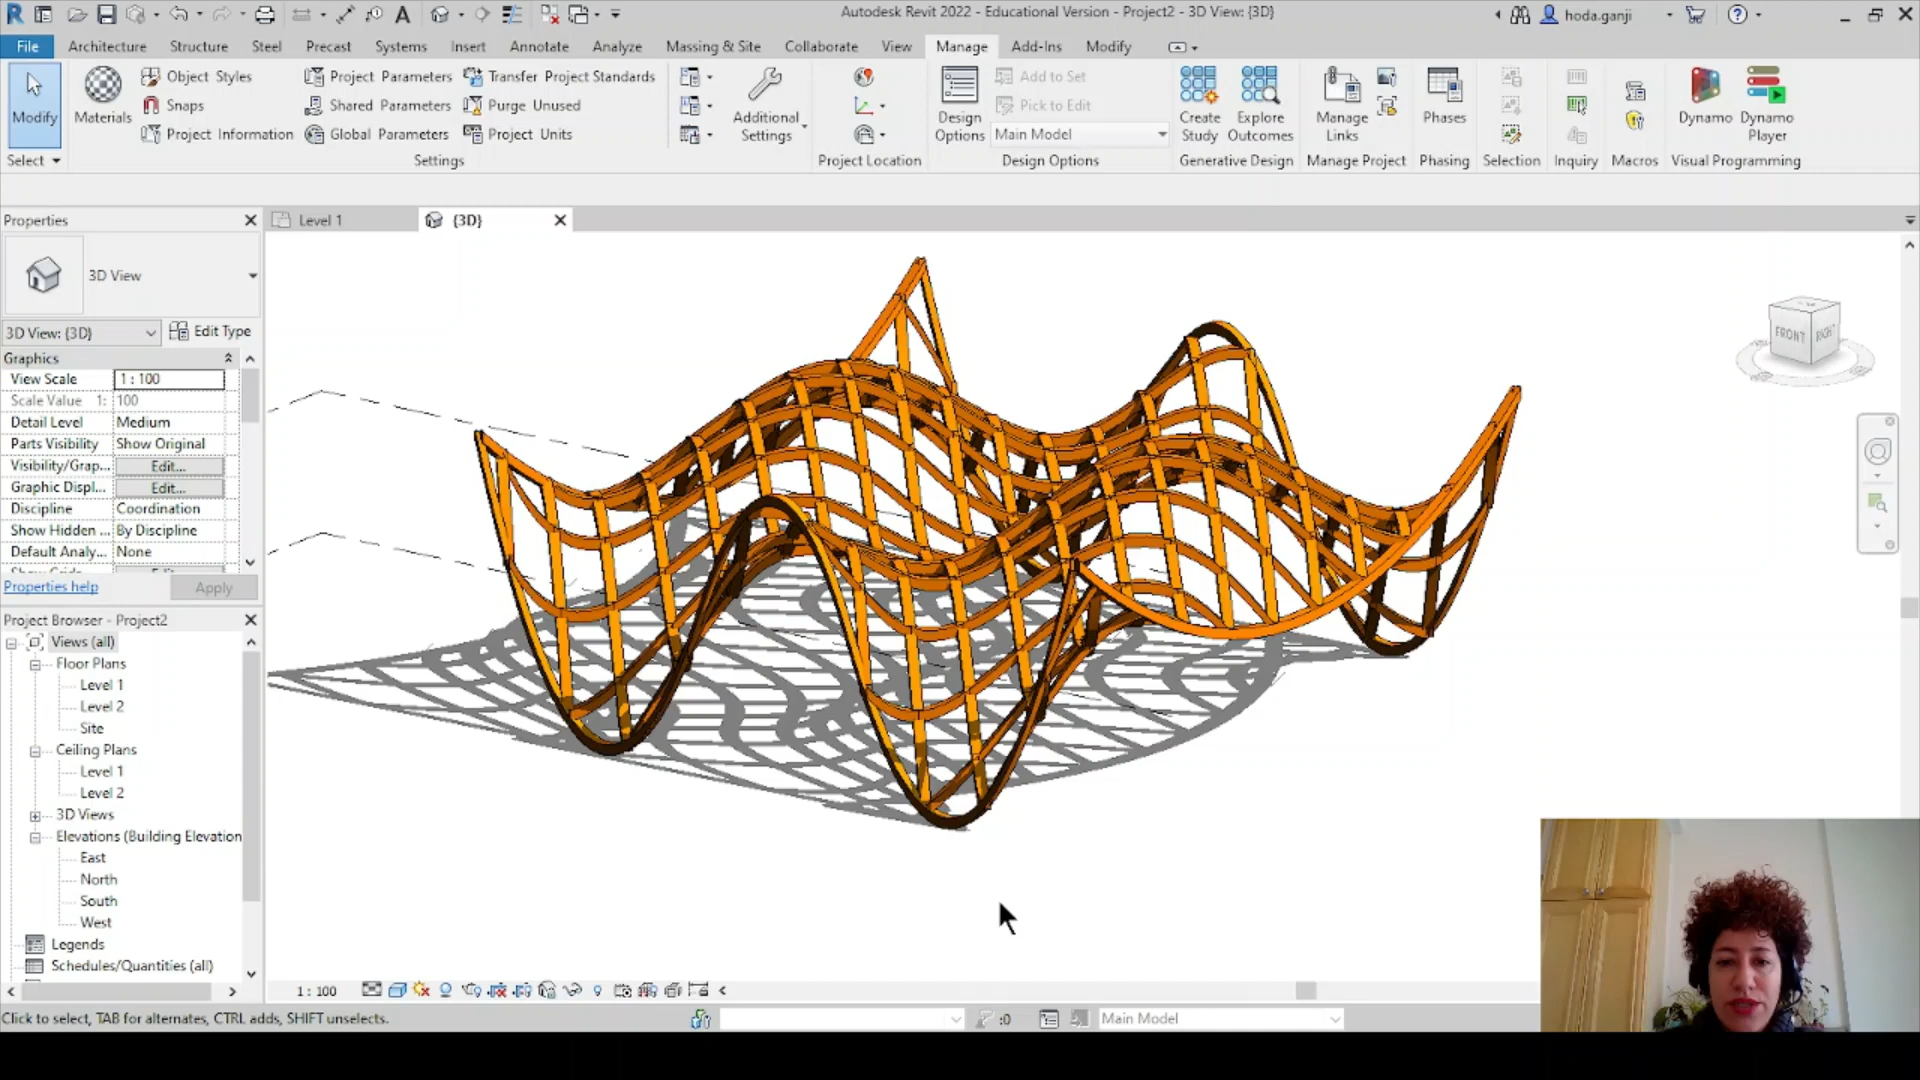 Autodesk Revit 2022 - Educational Version - Project2 - 3D View: {3D}
hoda.ganji
File Architecture Structure Steel Precast Systems Insert Annotate Analyze Massing & Site Collaborate View Manage Add-Ins Modify
Modify
Select
Materials
Object Styles
Snaps
Project Information
Project Parameters
Shared Parameters
Global Parameters
Transfer Project Standards
Purge Unused
Project Units
Settings
Additional
Settings
Project Location
Design
Options
Add to Set
Pick to Edit
Main Model
Design Options
Create
Study
Explore
Outcomes
Generative Design
Manage
Links
Manage Project
Phases
Phasing
Selection
Inquiry
Macros
Dynamo
Dynamo
Player
Visual Programming
Properties
Level 1
{3D}
3D View
3D View: {3D}
Edit Type
Graphics
View Scale 1 : 100
Scale Value 1: 100
Detail Level Medium
Parts Visibility Show Original
Visibility/Grap... Edit...
Graphic Displ... Edit...
Discipline Coordination
Show Hidden ... By Discipline
Default Analy... None
Properties help
Apply
Project Browser - Project2
Views (all)
Floor Plans
Level 1
Level 2
Site
Ceiling Plans
Level 1
Level 2
3D Views
Elevations (Building Elevation
East
North
South
West
Legends
Schedules/Quantities (all)
FRONT
RIGHT
1 : 100
Click to select, TAB for alternates, CTRL adds, SHIFT unselects.
:0
Main Model